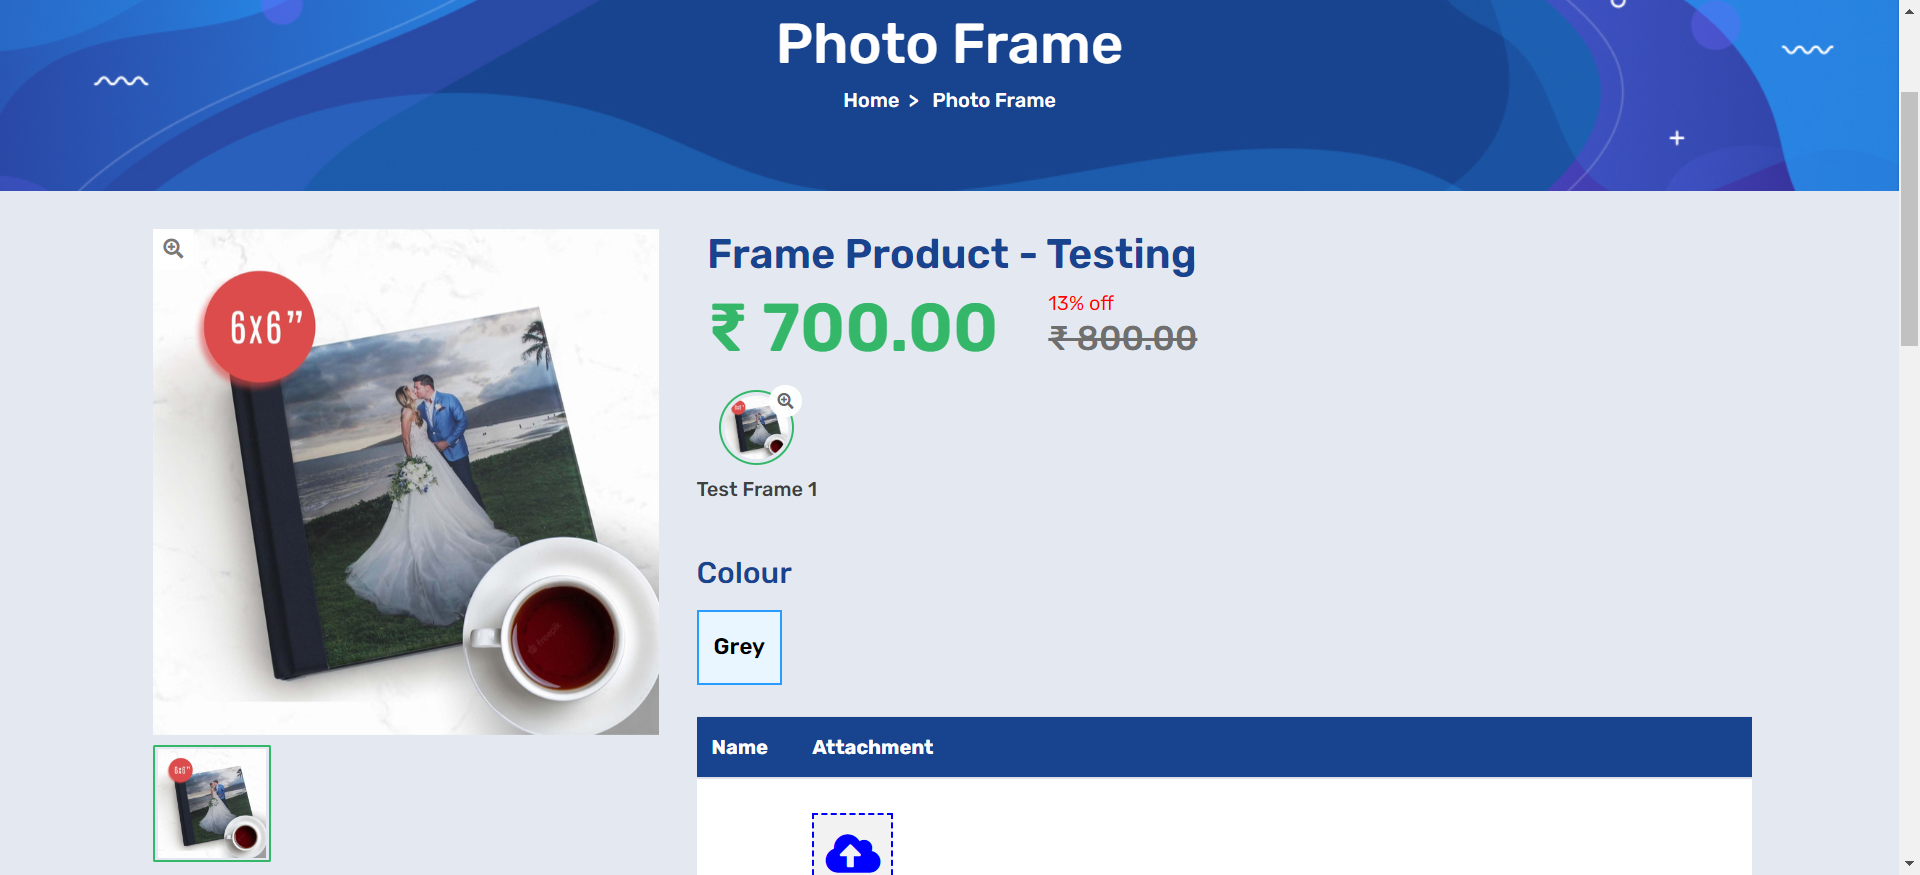 Photo Frame
Home > Photo Frame
6x6”
Frame Product - Testing
₹ 700.00
13% off
₹ 800.00
Test Frame 1
Colour
Grey
Name Attachment
6x6”